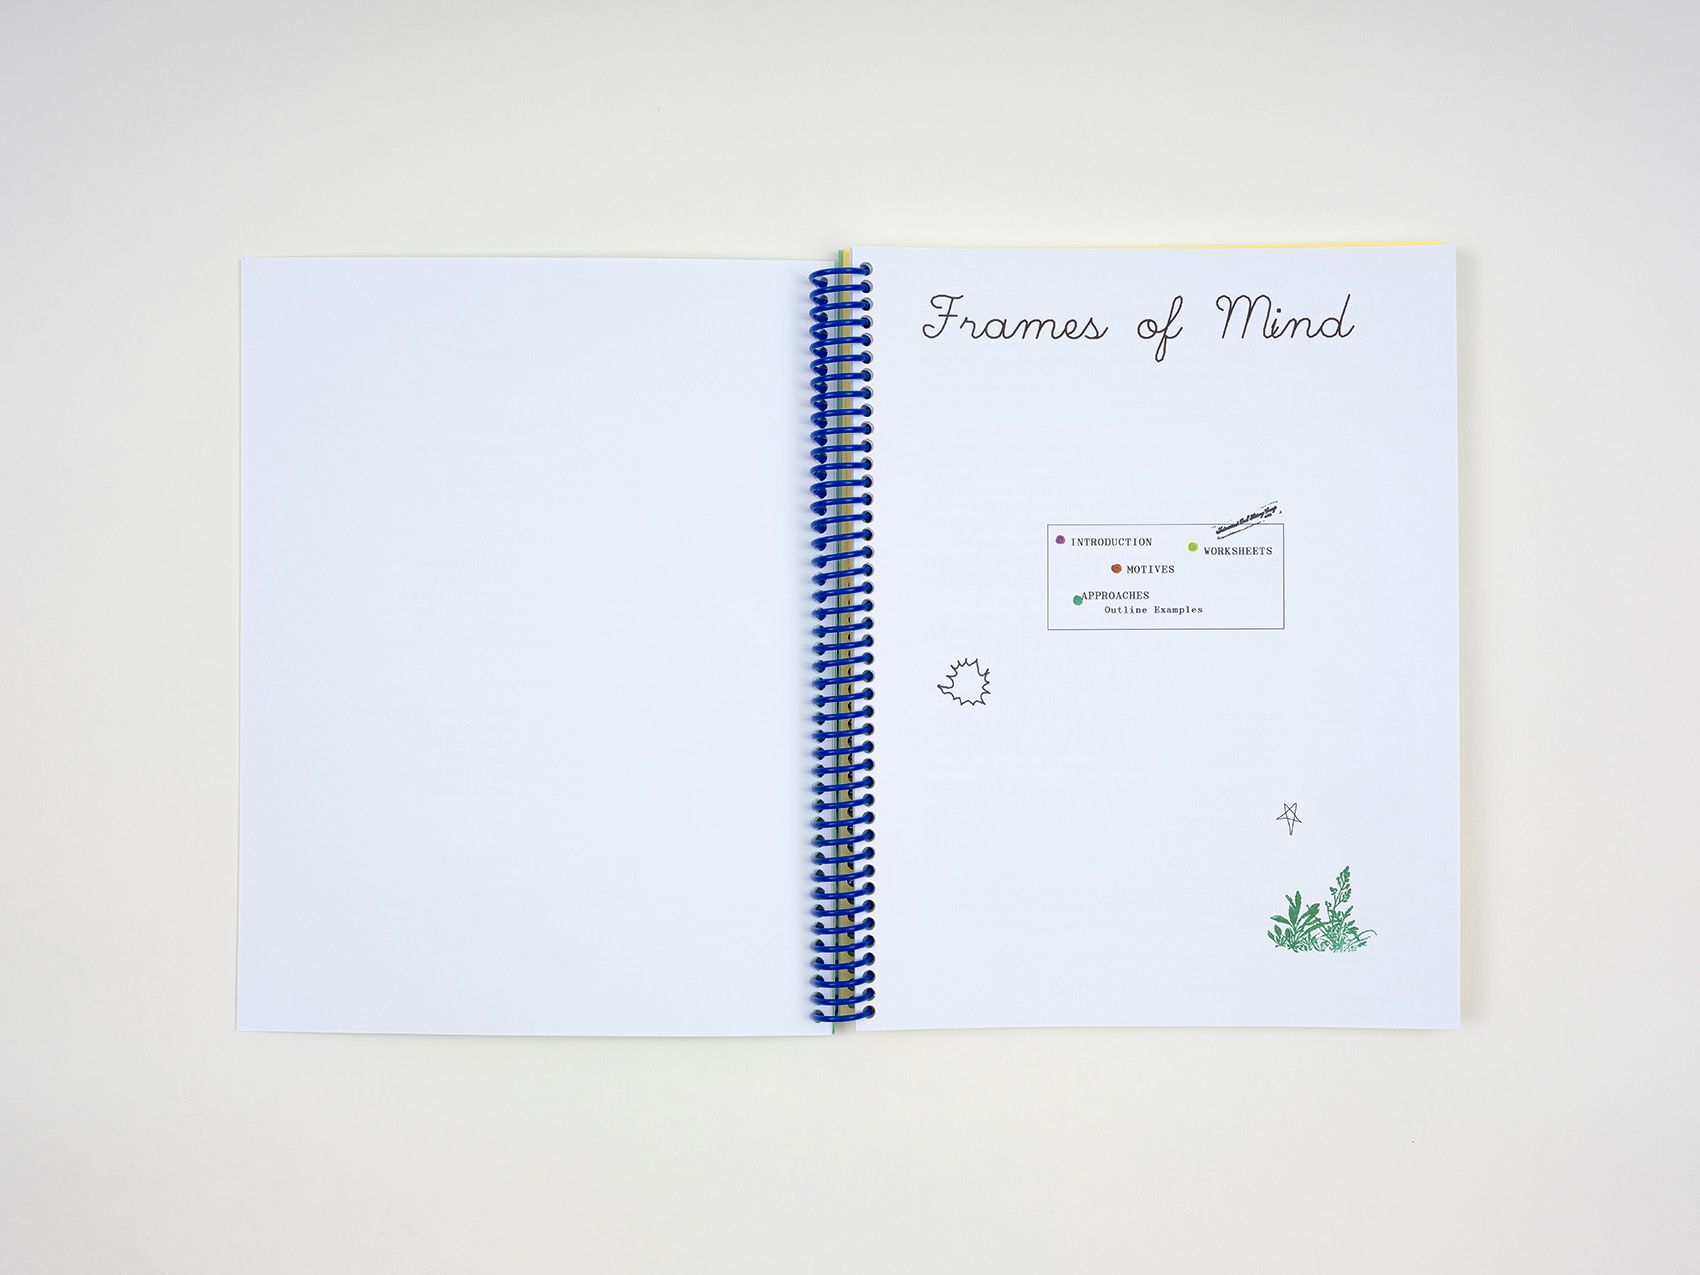 Frames of Mind
INTRODUCTION
WORKSHEETS
MOTIVES
APPROACHES
Outline Examples